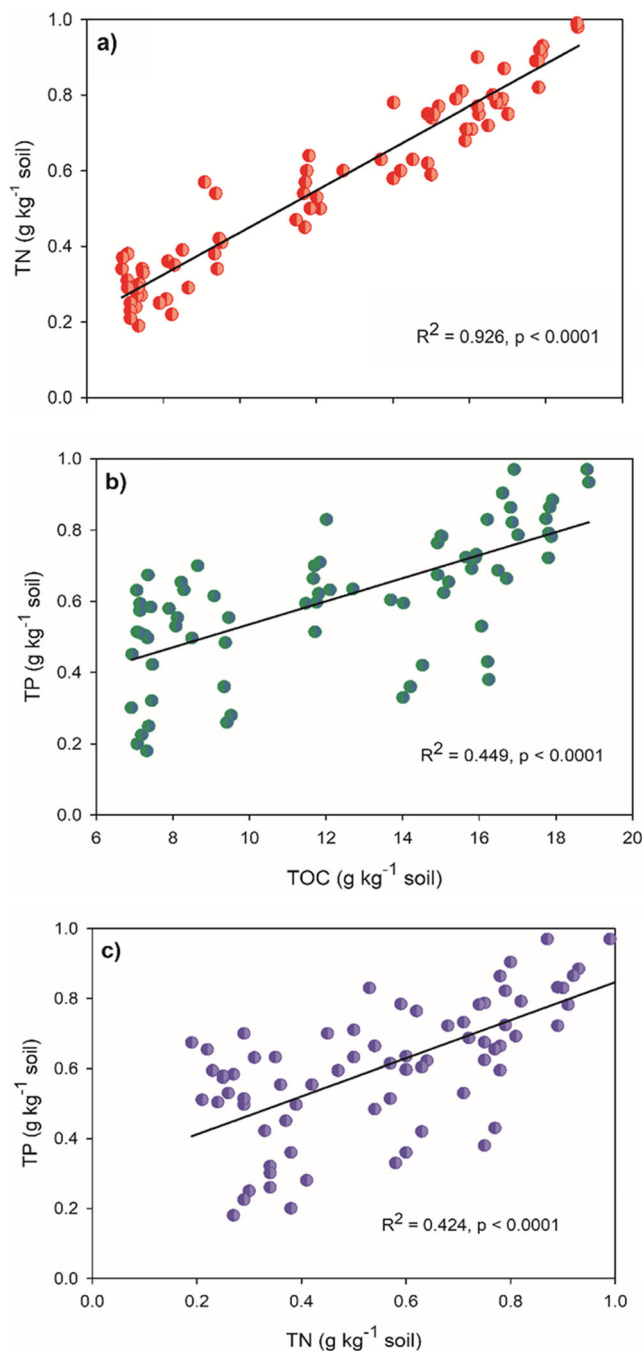 a)
1.0
0.8
0.6
0.4
0.2
0.0
TN (g kg⁻¹ soil)
R² = 0.926, p < 0.0001
b)
1.0
0.8
0.6
0.4
0.2
0.0
TP (g kg⁻¹ soil)
R² = 0.449, p < 0.0001
6 8 10 12 14 16 18 20
TOC (g kg⁻¹ soil)
c)
1.0
0.8
0.6
0.4
0.2
0.0
TP (g kg⁻¹ soil)
R² = 0.424, p < 0.0001
0.0 0.2 0.4 0.6 0.8 1.0
TN (g kg⁻¹ soil)